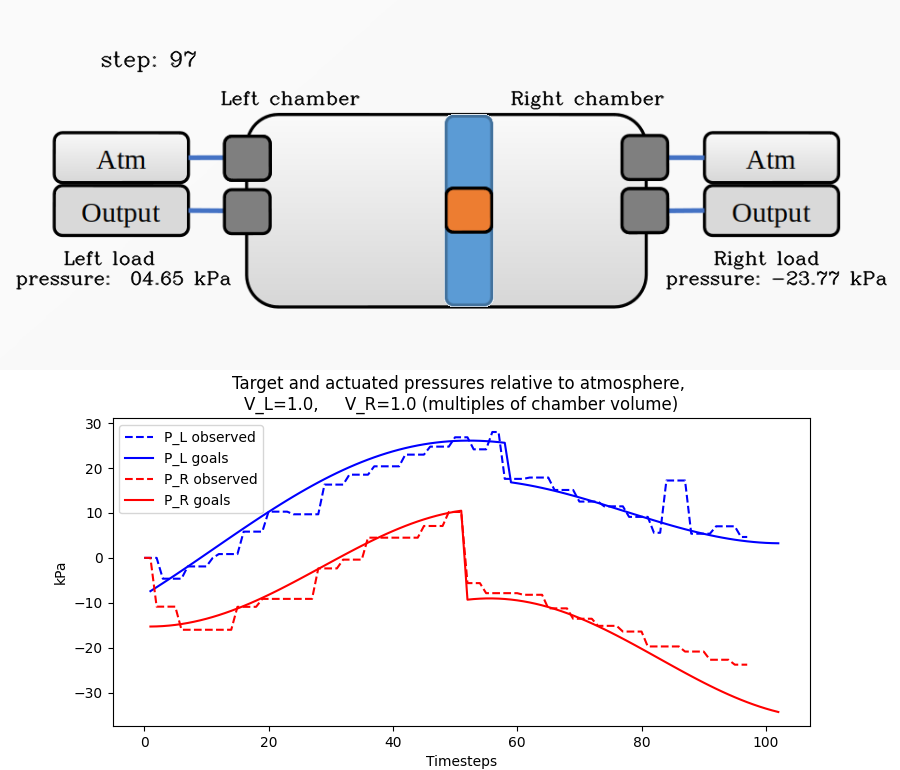 step: 97
Left chamber
Right chamber
Atm
Atm
Output
Output
Left load
pressure:  04.65 kPa
Right load
pressure: −23.77 kPa
Target and actuated pressures relative to atmosphere,
V_L=1.0,     V_R=1.0 (multiples of chamber volume)
P_L observed
P_L goals
P_R observed
P_R goals
30
20
10
0
−10
−20
−30
kPa
0 20 40 60 80 100
Timesteps